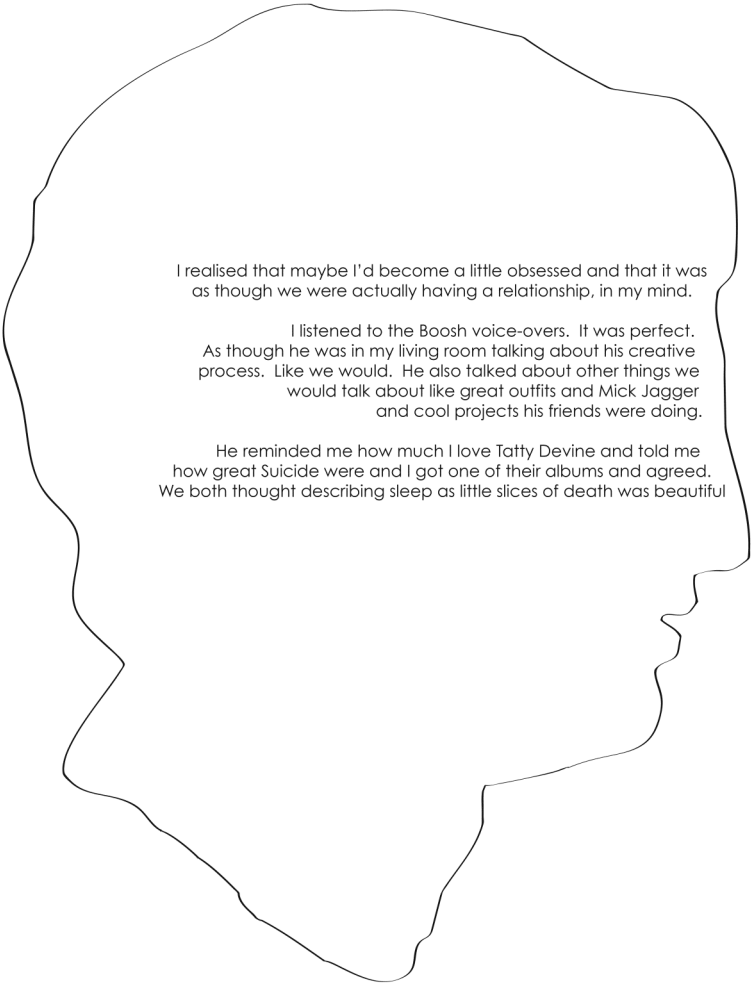 I realised that maybe I'd become a little obsessed and that it was
as though we were actually having a relationship, in my mind.
I listened to the Boosh voice-overs.  It was perfect.
As though he was in my living room talking about his creative
process.  Like we would.  He also talked about other things we
would talk about like great outfits and Mick Jagger
and cool projects his friends were doing.
He reminded me how much I love Tatty Devine and told me
how great Suicide were and I got one of their albums and agreed.
We both thought describing sleep as little slices of death was beautiful